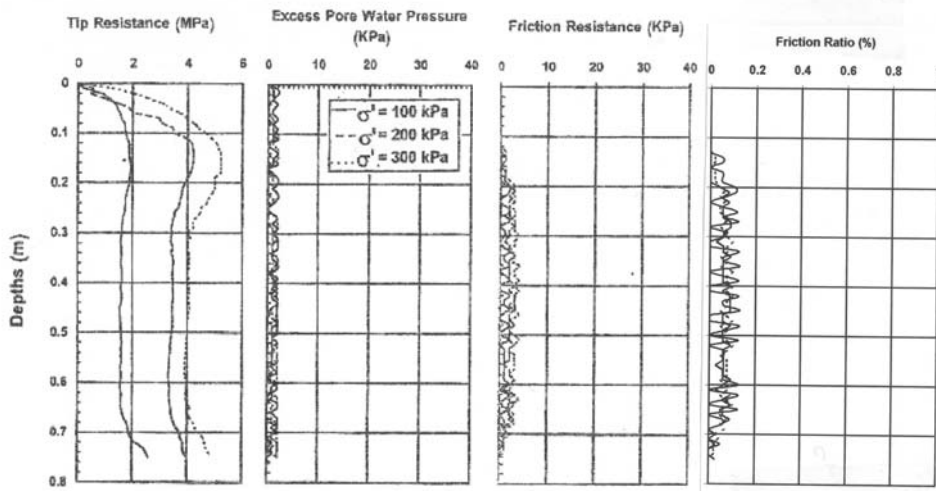 Tip Resistance (MPa)
0 2 4 6
Excess Pore Water Pressure
(KPa)
0 10 20 30 40
Friction Resistance (KPa)
0 10 20 30 40
Friction Ratio (%)
0 0.2 0.4 0.6 0.8 1
Depths (m)
0
0.1
0.2
0.3
0.4
0.5
0.6
0.7
0.8
σ' = 100 kPa
σ' = 200 kPa
σ' = 300 kPa